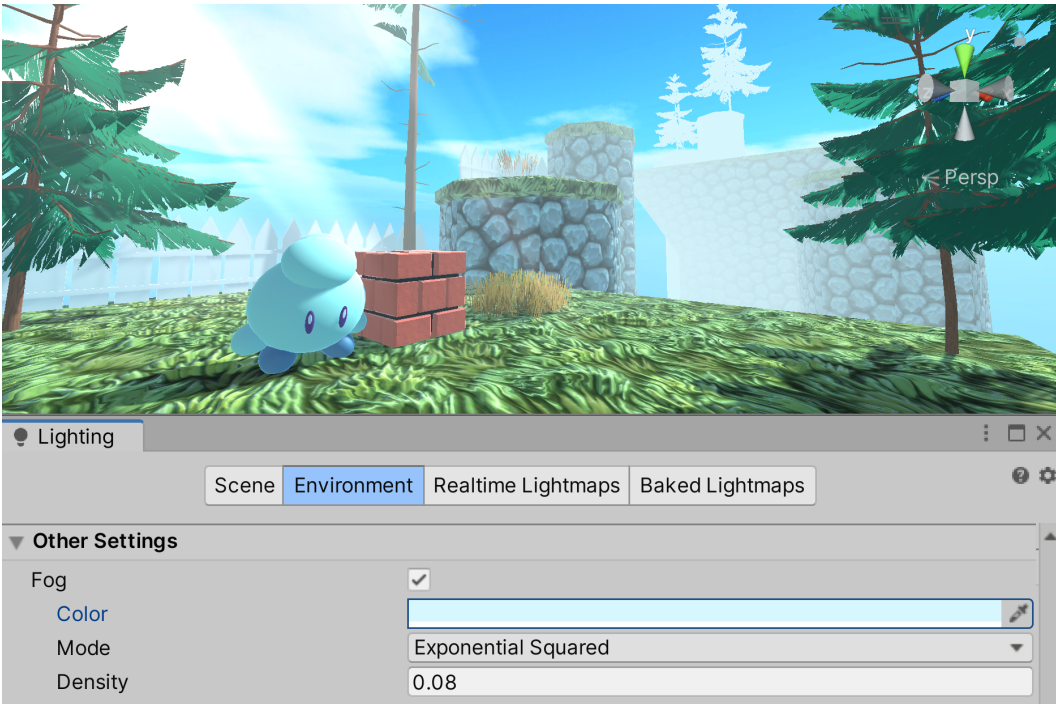 y
Persp
Lighting
Scene Environment Realtime Lightmaps Baked Lightmaps
Other Settings
Fog
Color
Mode Exponential Squared
Density 0.08